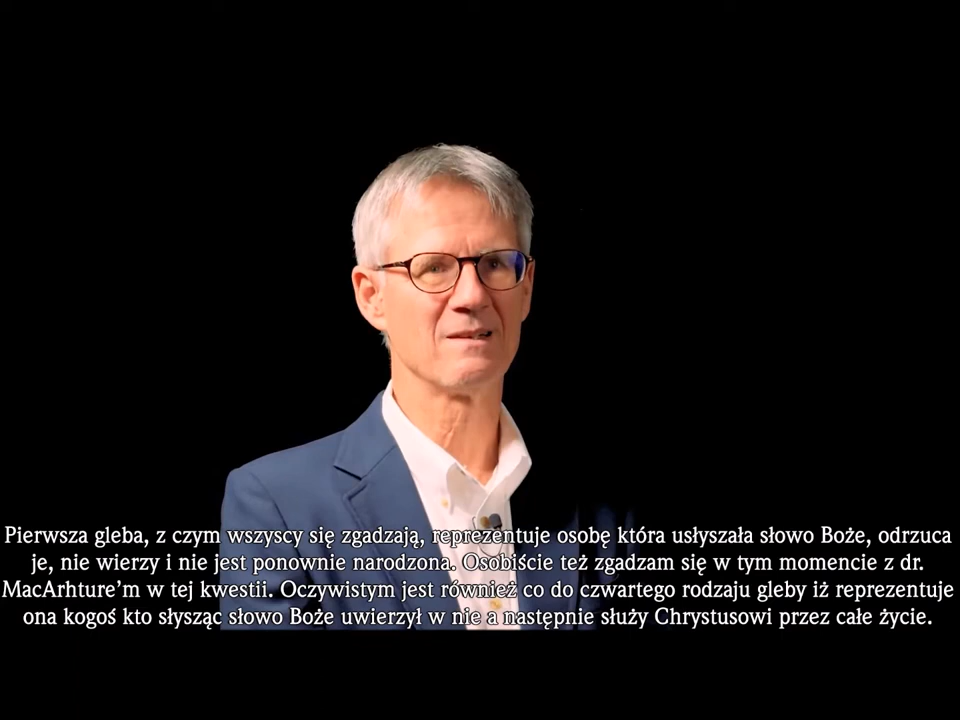 Pierwsza gleba, z czym wszyscy się zgadzają, reprezentuje osobę która usłyszała słowo Boże, odrzuca
je, nie wierzy i nie jest ponownie narodzona. Osobiście też zgadzam się w tym momencie z dr.
MacArhture'm w tej kwestii. Oczywistym jest również co do czwartego rodzaju gleby iż reprezentuje
ona kogoś kto słysząc słowo Boże uwierzył w nie a następnie służy Chrystusowi przez całe życie.